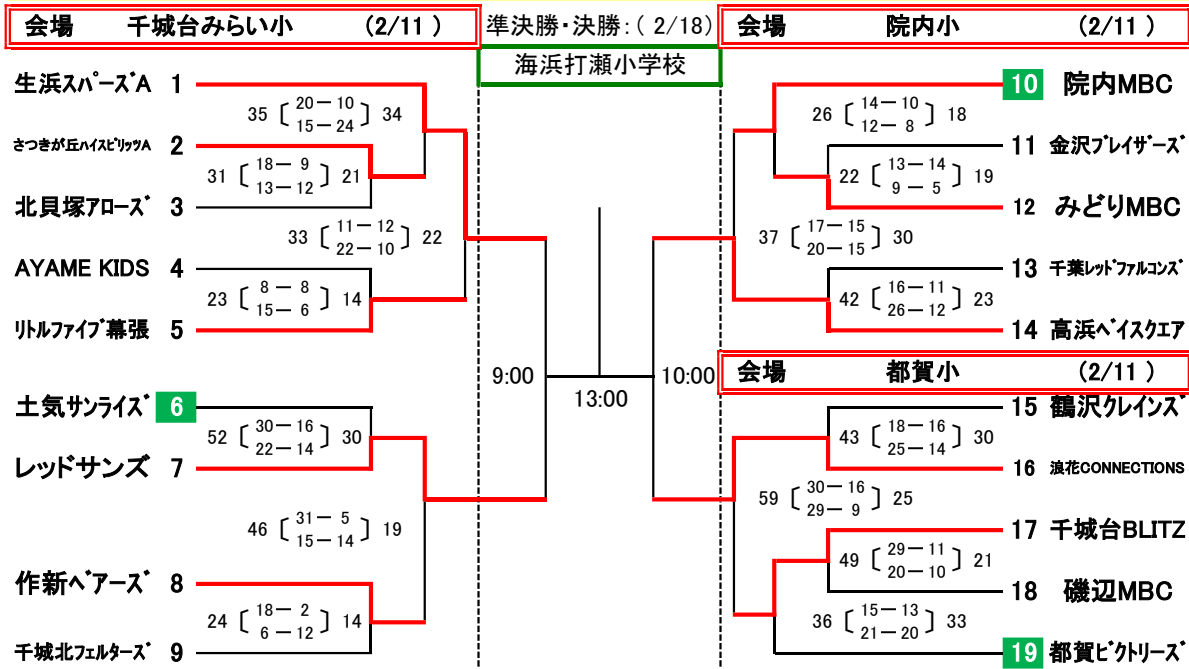 会場 千城台みらい小 (2/11 )
準決勝・決勝:( 2/18)
海浜打瀬小学校
会場 院内小 (2/11 )
生浜スパーズA 1
35 20－10 34
15－24
さつきが丘ハイスピリッツA 2
31 18－ 9 21
13－12
北貝塚アローズ 3
33 11－12 22
22－10
AYAME KIDS 4
23 8－ 8 14
15－ 6
リトルファイブ幕張 5
土気サンライズ 6
52 30－16 30
22－14
レッドサンズ 7
46 31－ 5 19
15－14
作新ベアーズ 8
24 18－ 2 14
6－12
千城北フェルターズ 9
9:00
13:00
10:00
10 院内MBC
26 14－10 18
12－ 8
11 金沢ブレイザーズ
22 13－14 19
9－ 5
12 みどりMBC
37 17－15 30
20－15
13 千葉レッドファルコンズ
42 16－11 23
26－12
14 高浜ベイスクエア
会場 都賀小 (2/11 )
15 鶴沢クレインズ
43 18－16 30
25－14
16 浪花CONNECTIONS
59 30－16 25
29－ 9
17 千城台BLITZ
49 29－11 21
20－10
18 磯辺MBC
36 15－13 33
21－20
19 都賀ビクトリーズ